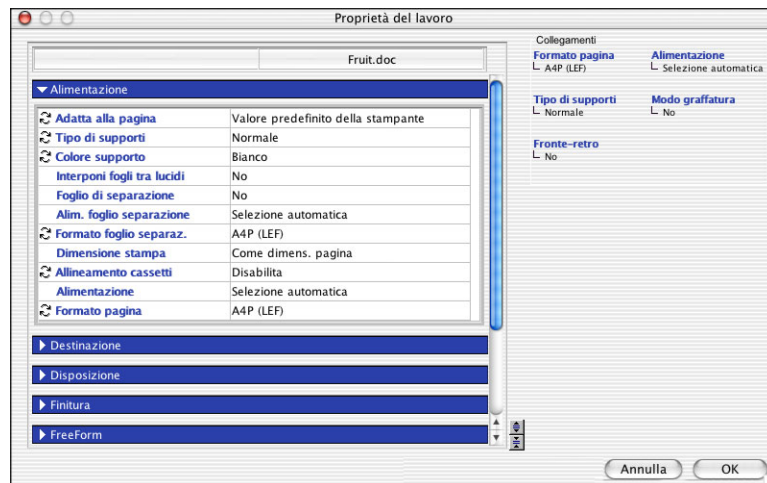 Proprietà del lavoro
Fruit.doc
Alimentazione
Adatta alla pagina Valore predefinito della stampante
Tipo di supporti Normale
Colore supporto Bianco
Interponi fogli tra lucidi No
Foglio di separazione No
Alim. foglio separazione Selezione automatica
Formato foglio separaz. A4P (LEF)
Dimensione stampa Come dimens. pagina
Allineamento cassetti Disabilita
Alimentazione Selezione automatica
Formato pagina A4P (LEF)
Destinazione
Disposizione
Finitura
FreeForm
Collegamenti
Formato pagina Alimentazione
A4P (LEF) Selezione automatica
Tipo di supporti Modo graffatura
Normale No
Fronte-retro
No
Annulla OK